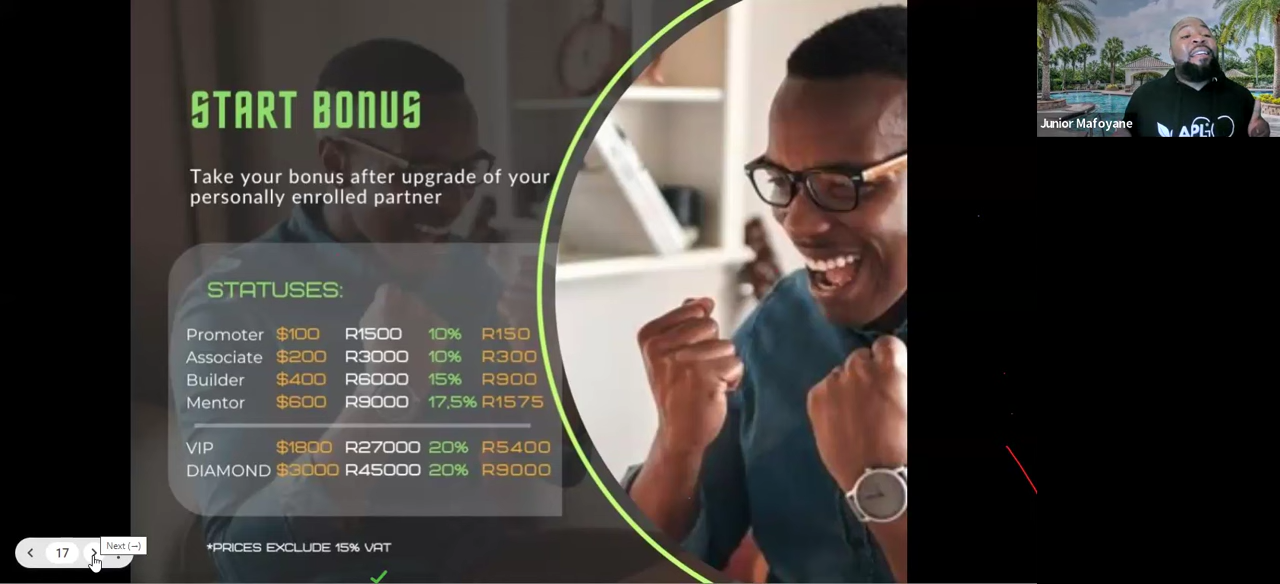 START BONUS
Take your bonus after upgrade of your
personally enrolled partner
STATUSES:
Promoter $100 R1500 10% R150
Associate $200 R3000 10% R300
Builder $400 R6000 15% R900
Mentor $600 R9000 17,5% R1575
VIP $1800 R27000 20% R5400
DIAMOND $3000 R45000 20% R9000
*PRICES EXCLUDE 15% VAT
Junior Mafoyane
APLGO
17
Next (→)